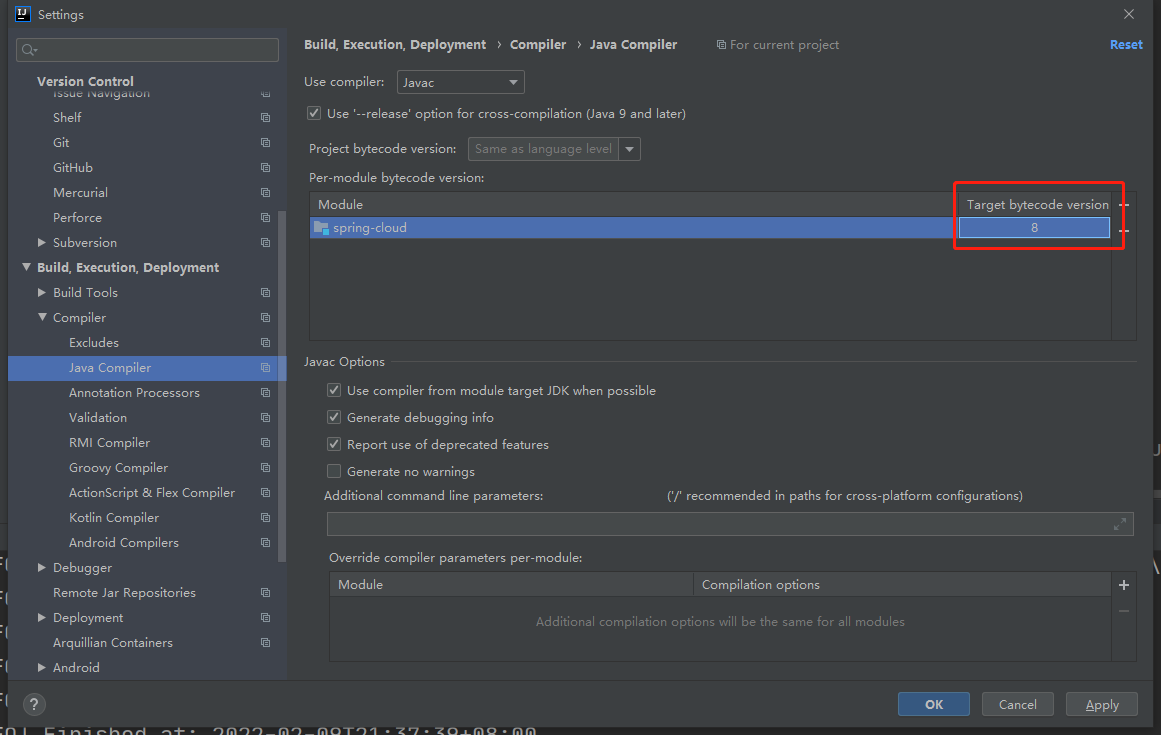 IJ
Settings
Build, Execution, Deployment › Compiler › Java Compiler For current project Reset
Version Control
Issue Navigation
Shelf
Git
GitHub
Mercurial
Perforce
Subversion
Build, Execution, Deployment
Build Tools
Compiler
Excludes
Java Compiler
Annotation Processors
Validation
RMI Compiler
Groovy Compiler
ActionScript & Flex Compiler
Kotlin Compiler
Android Compilers
Debugger
Remote Jar Repositories
Deployment
Arquillian Containers
Android
Use compiler: Javac
Use '--release' option for cross-compilation (Java 9 and later)
Project bytecode version: Same as language level
Per-module bytecode version:
Module Target bytecode version
spring-cloud 8
Javac Options
Use compiler from module target JDK when possible
Generate debugging info
Report use of deprecated features
Generate no warnings
Additional command line parameters: ('/' recommended in paths for cross-platform configurations)
Override compiler parameters per-module:
Module Compilation options
Additional compilation options will be the same for all modules
? OK Cancel Apply
Finished at: 2022-02-09T21:37:39+08:00